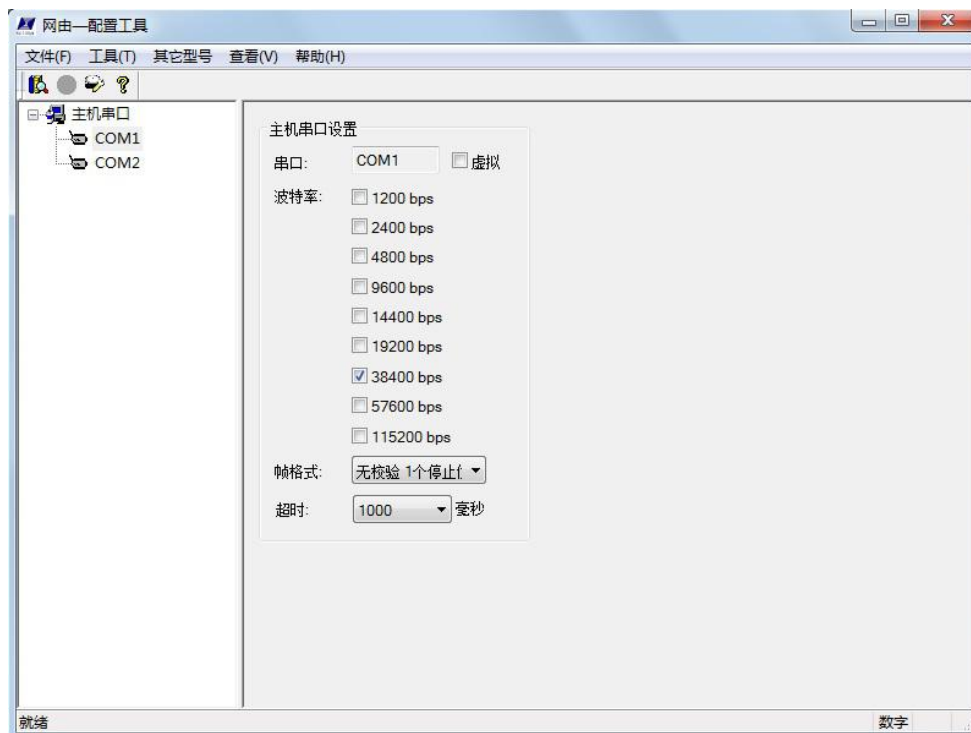 网由—配置工具
文件(F) 工具(T) 其它型号 查看(V) 帮助(H)
主机串口
COM1
COM2
主机串口设置
串口: COM1 虚拟
波特率: 1200 bps
2400 bps
4800 bps
9600 bps
14400 bps
19200 bps
38400 bps
57600 bps
115200 bps
帧格式: 无校验 1个停止
超时: 1000 毫秒
就绪 数字